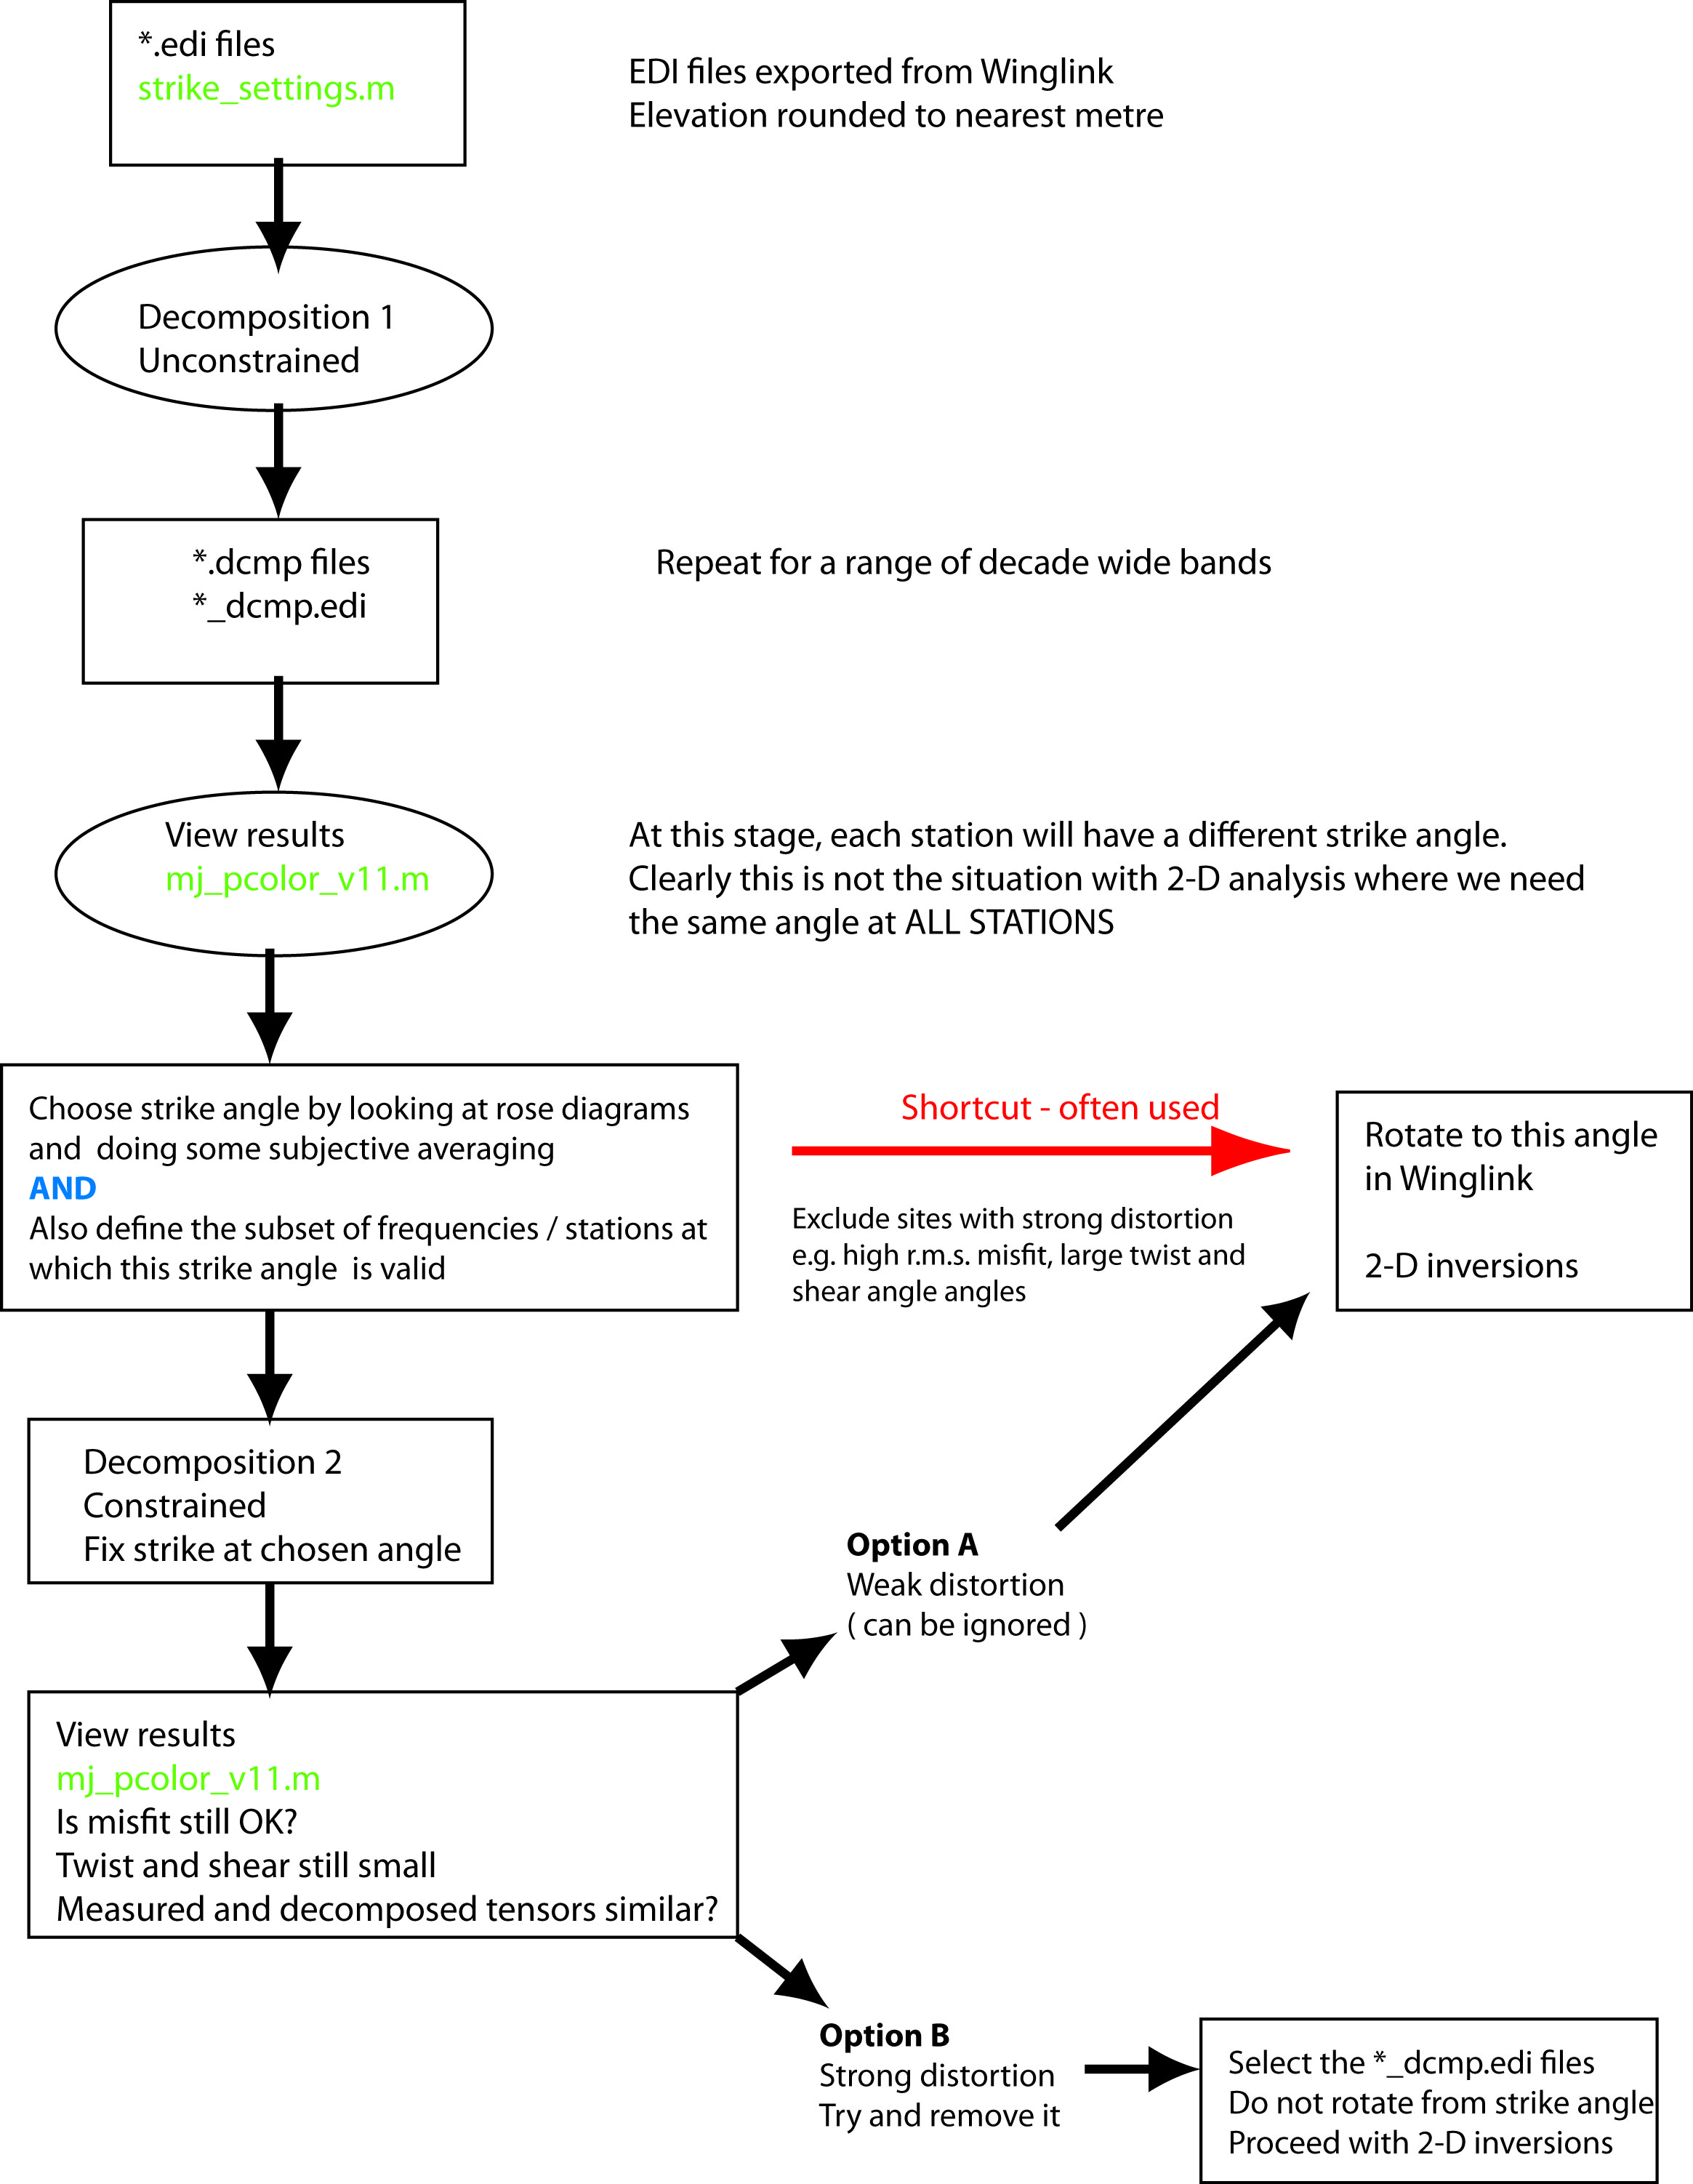 *.edi files
strike_settings.m
EDI files exported from Winglink
Elevation rounded to nearest metre
Decomposition 1
Unconstrained
*.dcmp files
*_dcmp.edi
Repeat for a range of decade wide bands
View results
mj_pcolor_v11.m
At this stage, each station will have a different strike angle.
Clearly this is not the situation with 2-D analysis where we need
the same angle at ALL STATIONS
Choose strike angle by looking at rose diagrams
and doing some subjective averaging
AND
Also define the subset of frequencies / stations at
which this strike angle is valid
Shortcut - often used
Exclude sites with strong distortion
e.g. high r.m.s. misfit, large twist and
shear angle angles
Rotate to this angle
in Winglink
2-D inversions
Decomposition 2
Constrained
Fix strike at chosen angle
Option A
Weak distortion
( can be ignored )
View results
mj_pcolor_v11.m
Is misfit still OK?
Twist and shear still small
Measured and decomposed tensors similar?
Option B
Strong distortion
Try and remove it
Select the *_dcmp.edi files
Do not rotate from strike angle
Proceed with 2-D inversions